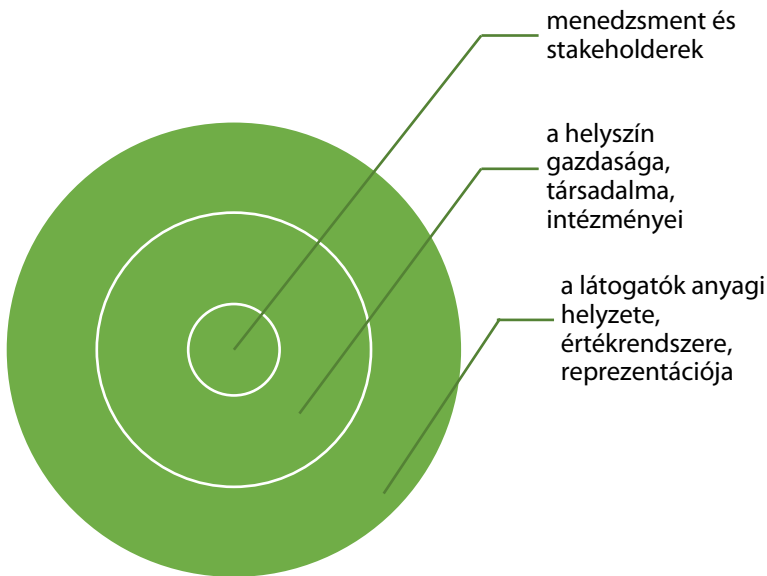 menedzsment és
stakeholderek
a helyszín
gazdasága,
társadalma,
intézményei
a látogatók anyagi
helyzete,
értékrendszere,
reprezentációja